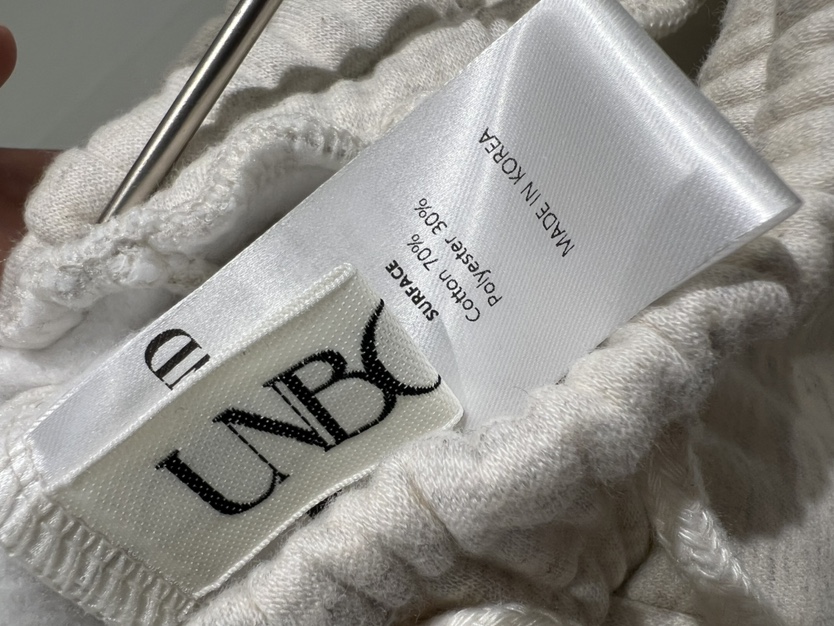 UNBO
SURFACE
Cotton 70%
Polyester 30%
MADE IN KOREA